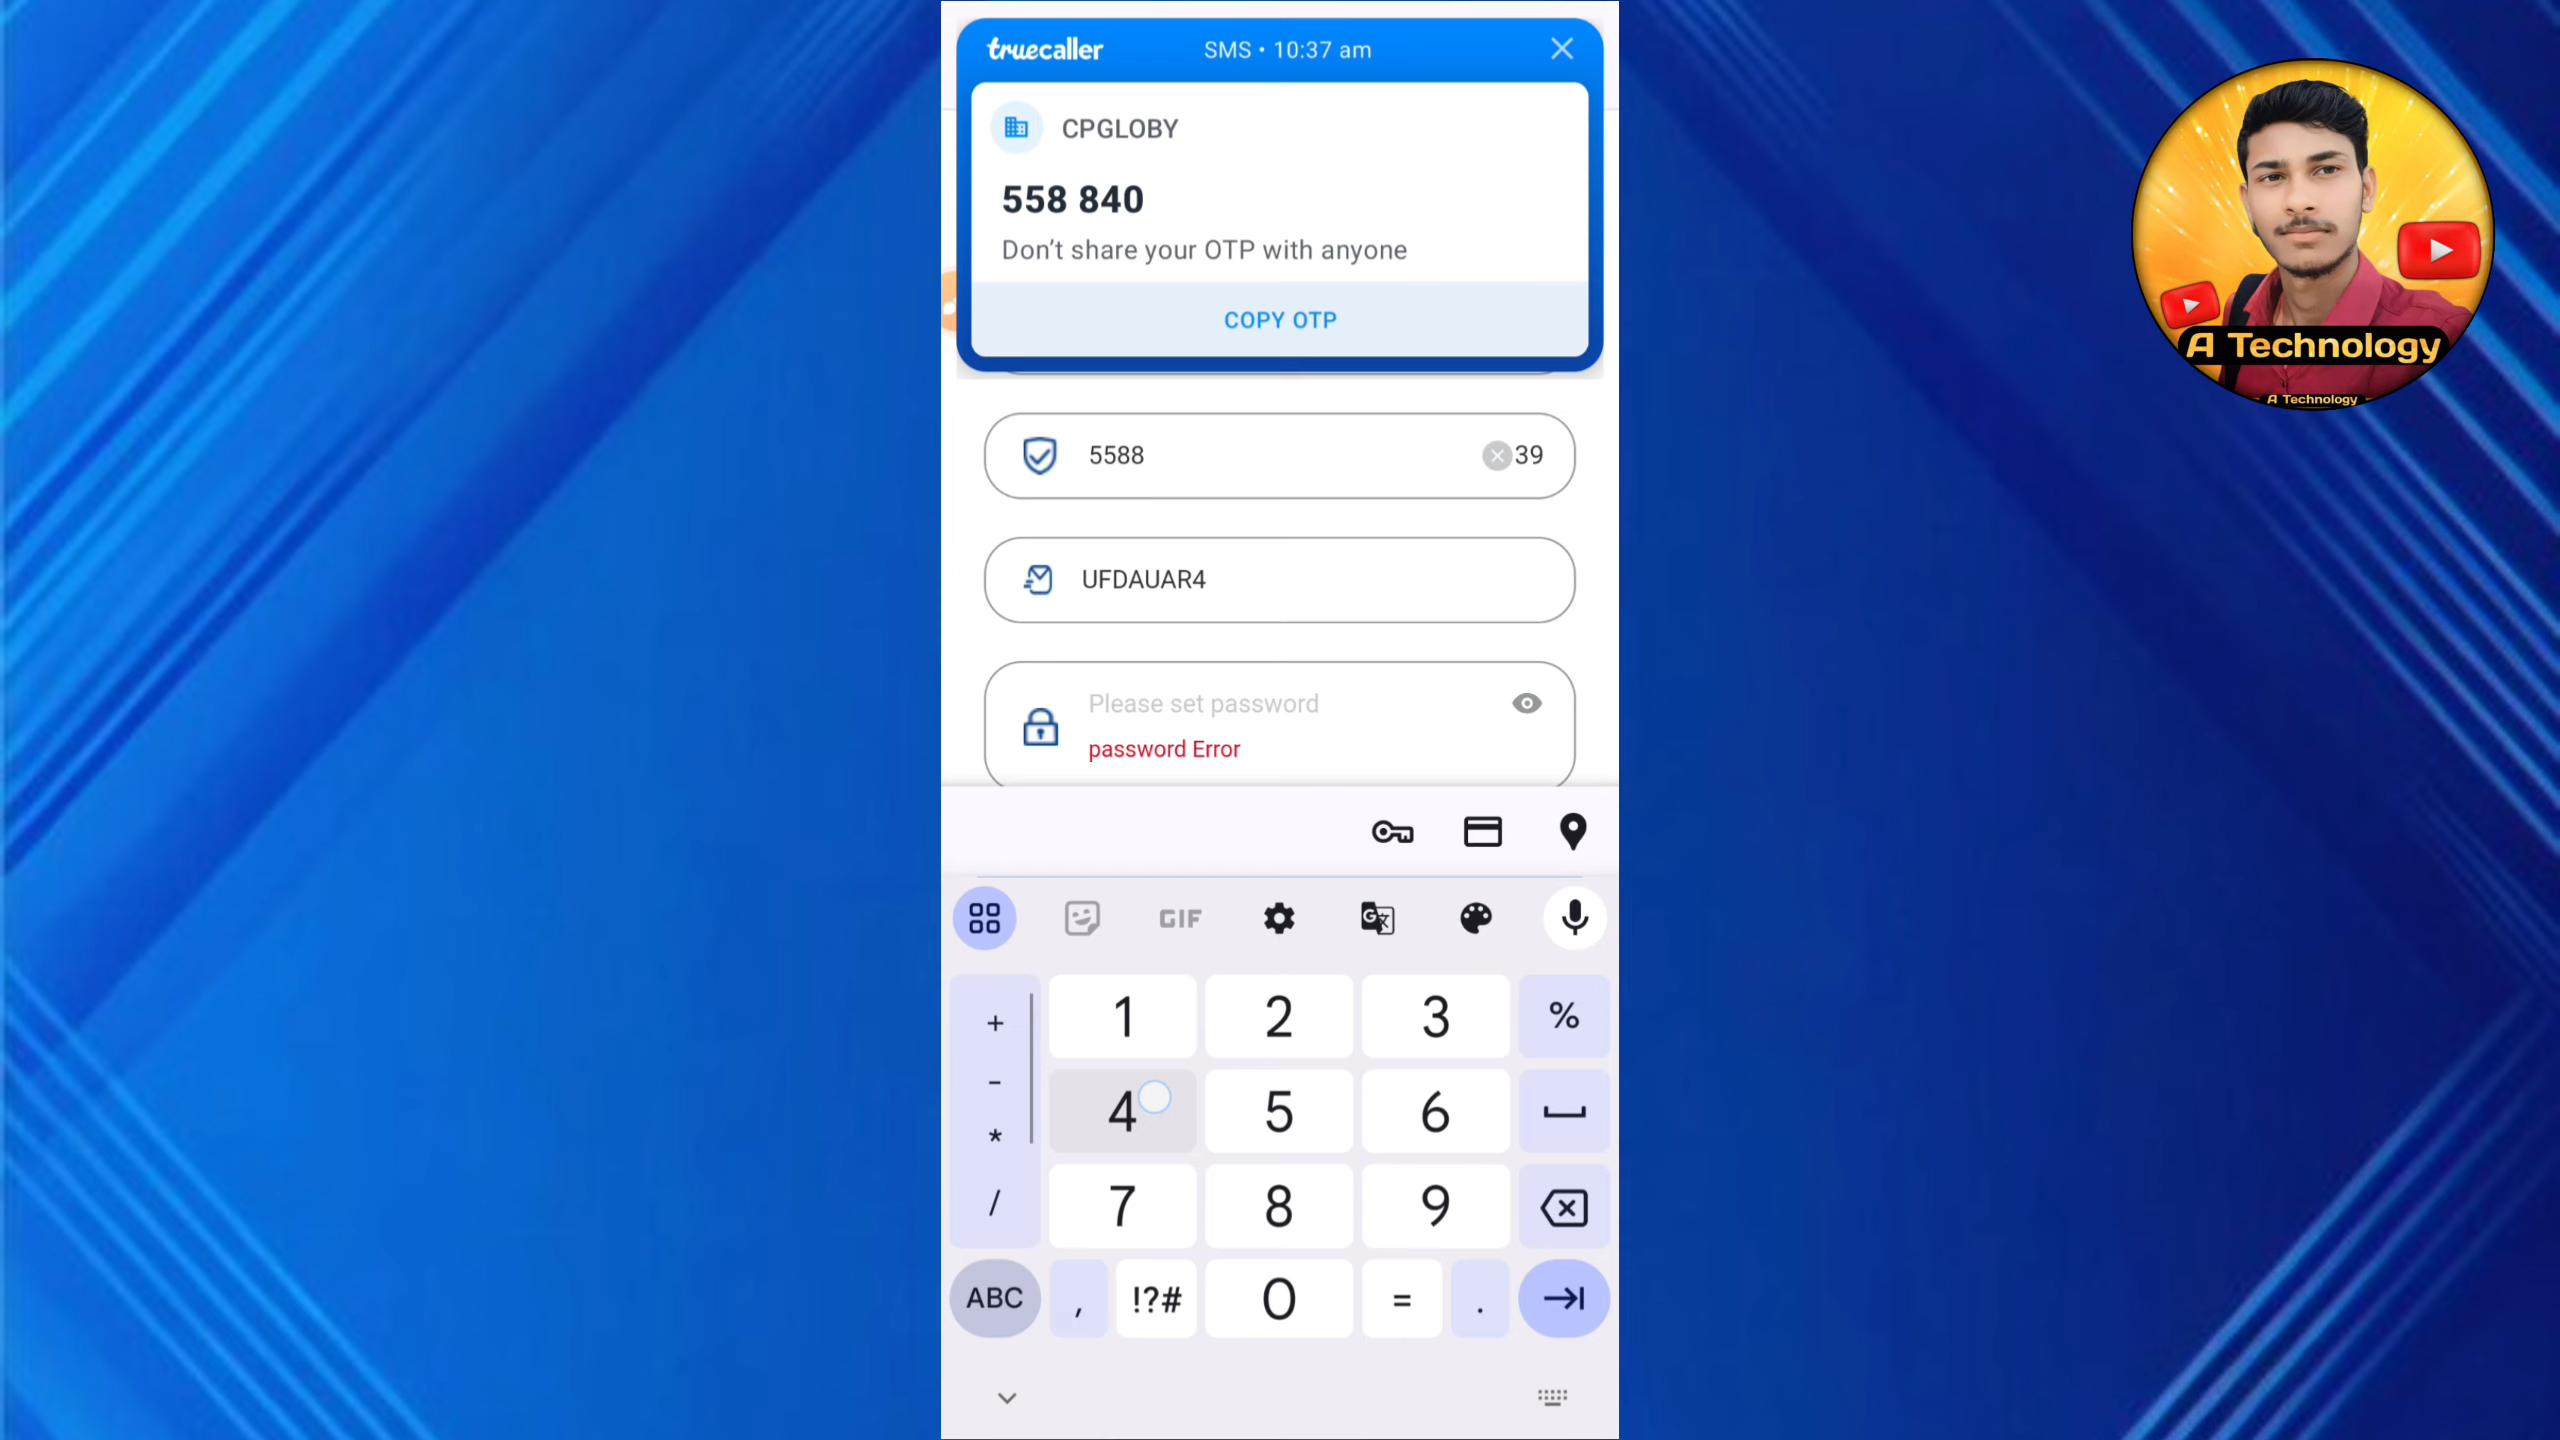 truecaller SMS • 10:37 am
CPGLOBY
558 840
Don't share your OTP with anyone
COPY OTP
5588 39
UFDAUAR4
Please set password
password Error
GIF
+ 1 2 3 %
- 4 5 6
*
/ 7 8 9
ABC , !?# 0 = .
A Technology
A Technology